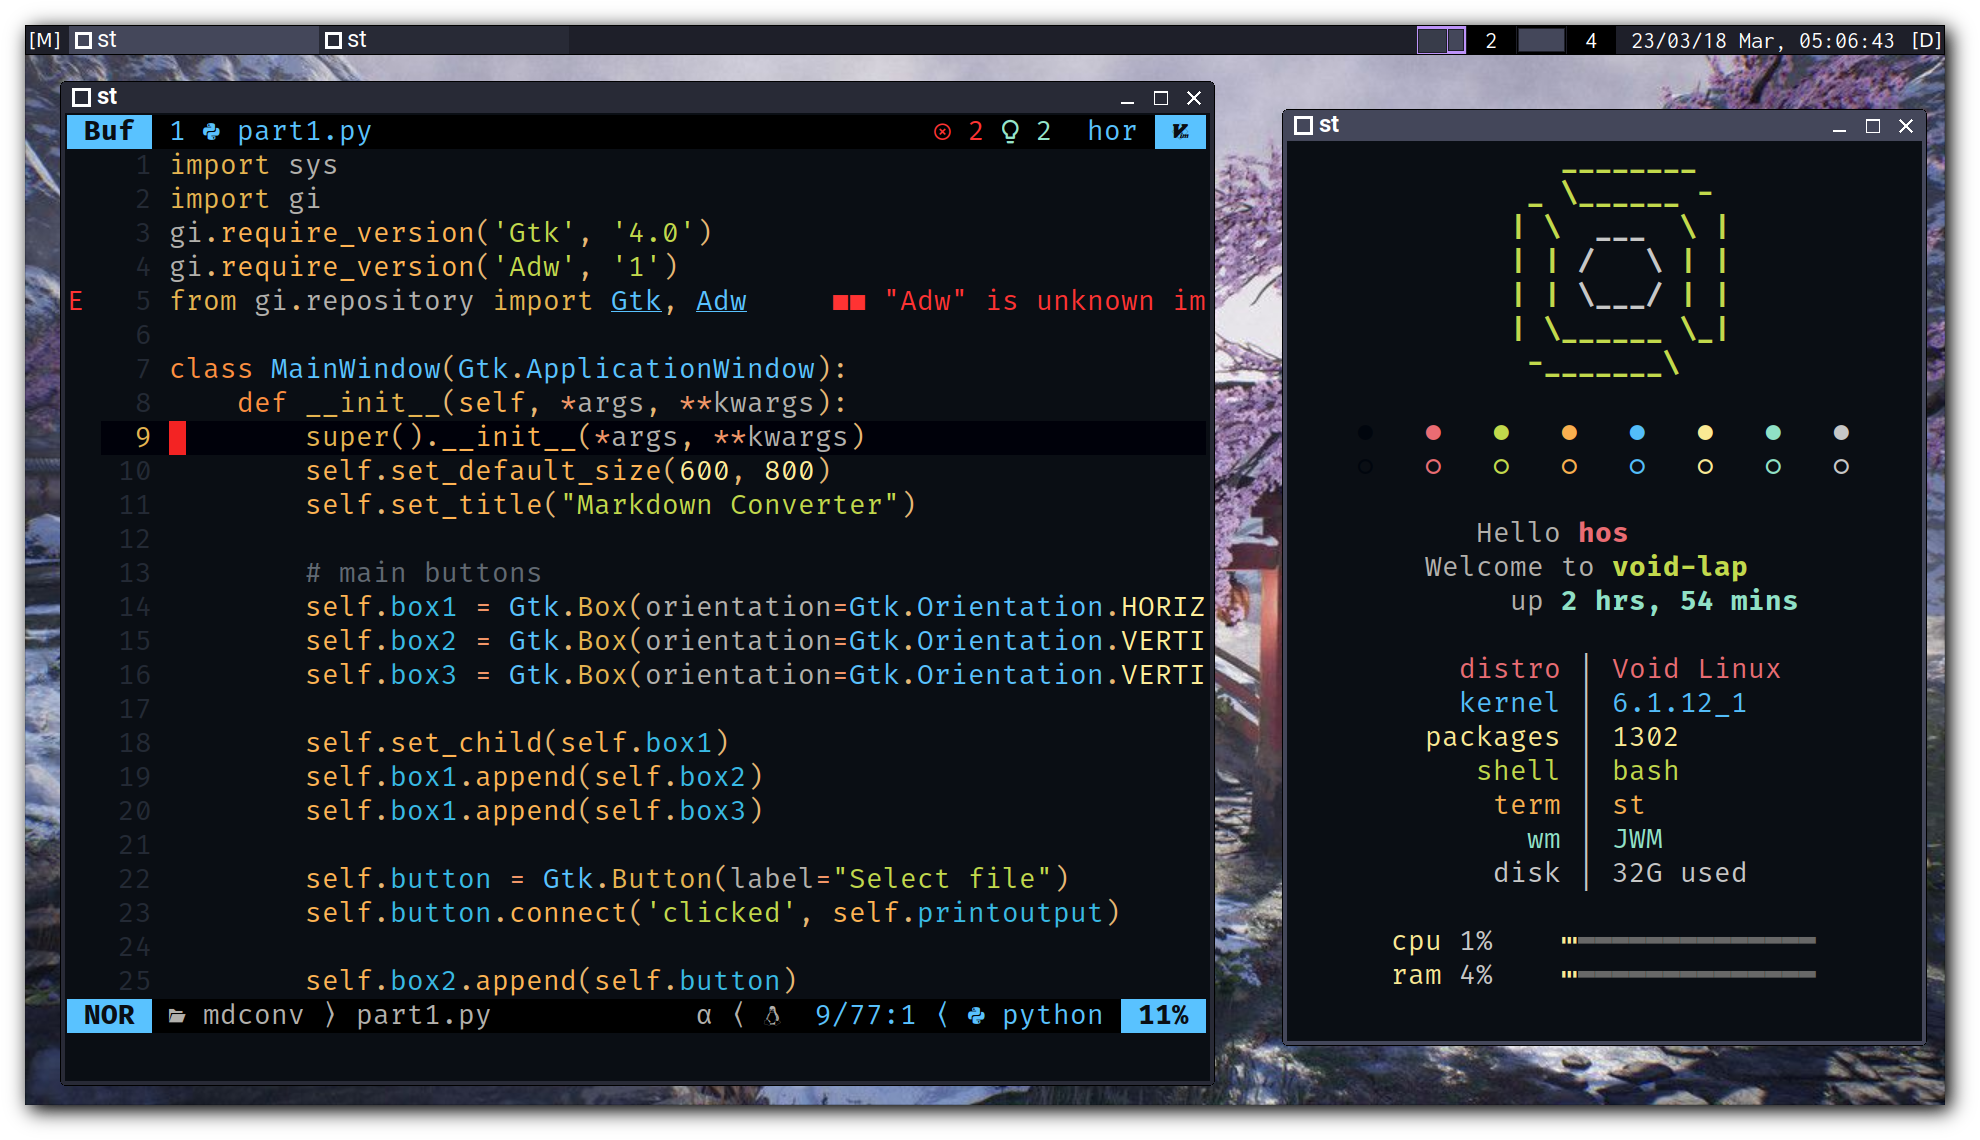 [M] st st 2 4 23/03/18 Mar, 05:06:43 [D]
st
Buf 1 part1.py 2 2 hor
1 import sys
2 import gi
3 gi.require_version('Gtk', '4.0')
4 gi.require_version('Adw', '1')
E 5 from gi.repository import Gtk, Adw ■■ "Adw" is unknown im
6
7 class MainWindow(Gtk.ApplicationWindow):
8 def __init__(self, *args, **kwargs):
9 super().__init__(*args, **kwargs)
10 self.set_default_size(600, 800)
11 self.set_title("Markdown Converter")
12
13 # main buttons
14 self.box1 = Gtk.Box(orientation=Gtk.Orientation.HORIZ
15 self.box2 = Gtk.Box(orientation=Gtk.Orientation.VERTI
16 self.box3 = Gtk.Box(orientation=Gtk.Orientation.VERTI
17
18 self.set_child(self.box1)
19 self.box1.append(self.box2)
20 self.box1.append(self.box3)
21
22 self.button = Gtk.Button(label="Select file")
23 self.button.connect('clicked', self.printoutput)
24
25 self.box2.append(self.button)
NOR mdconv ⟩ part1.py α ⟨ 9/77:1 ⟨ python 11%
st
Hello hos
Welcome to void-lap
up 2 hrs, 54 mins
distro │ Void Linux
kernel │ 6.1.12_1
packages │ 1302
shell │ bash
term │ st
wm │ JWM
disk │ 32G used
cpu 1%
ram 4%